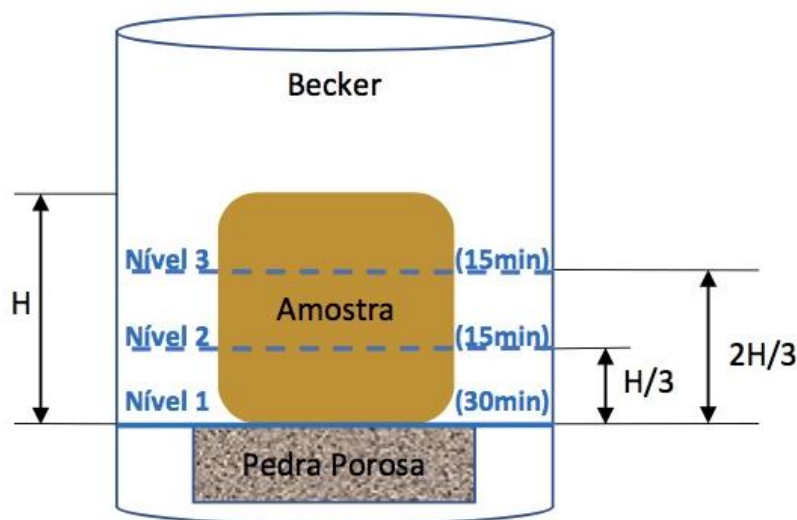 Becker
Nível 3 (15min)
H
Amostra
Nível 2 (15min)
2H/3
H/3
Nível 1 (30min)
Pedra Porosa